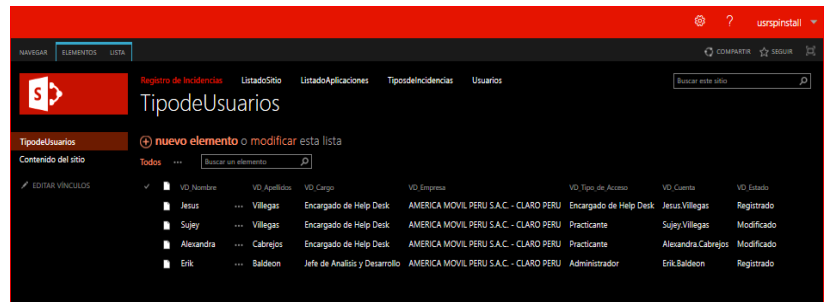 usrspinstall
NAVEGAR ELEMENTOS LISTA COMPARTIR SEGUIR
Registro de Incidencias ListadoSitio ListadoAplicaciones TiposdeIncidencias Usuarios Buscar este sitio
S
TipodeUsuarios
TipodeUsuarios
Contenido del sitio
EDITAR VÍNCULOS
nuevo elemento o modificar esta lista
Todos ··· Buscar un elemento
VD_Nombre VD_Apellidos VD_Cargo VD_Empresa VD_Tipo_de_Acceso VD_Cuenta VD_Estado
Jesus ··· Villegas Encargado de Help Desk AMERICA MOVIL PERU S.A.C. - CLARO PERU Encargado de Help Desk Jesus.Villegas Registrado
Sujey ··· Villegas Encargado de Help Desk AMERICA MOVIL PERU S.A.C. - CLARO PERU Practicante Sujey.Villegas Modificado
Alexandra ··· Cabrejos Encargado de Help Desk AMERICA MOVIL PERU S.A.C. - CLARO PERU Practicante Alexandra.Cabrejos Modificado
Erik ··· Baldeon Jefe de Analisis y Desarrollo AMERICA MOVIL PERU S.A.C. - CLARO PERU Administrador Erik.Baldeon Registrado